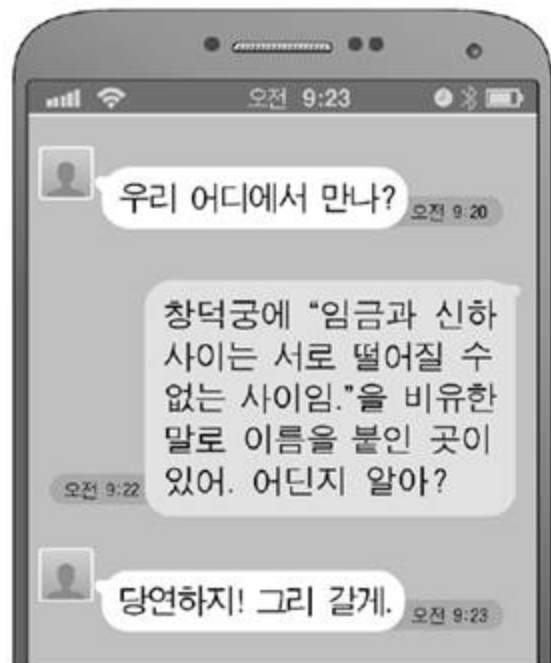 오전 9:23
우리 어디에서 만나?
오전 9:20
창덕궁에 “임금과 신하
사이는 서로 떨어질 수
없는 사이임.”을 비유한
말로 이름을 붙인 곳이
있어. 어딘지 알아?
오전 9:22
당연하지! 그리 갈게.
오전 9:23